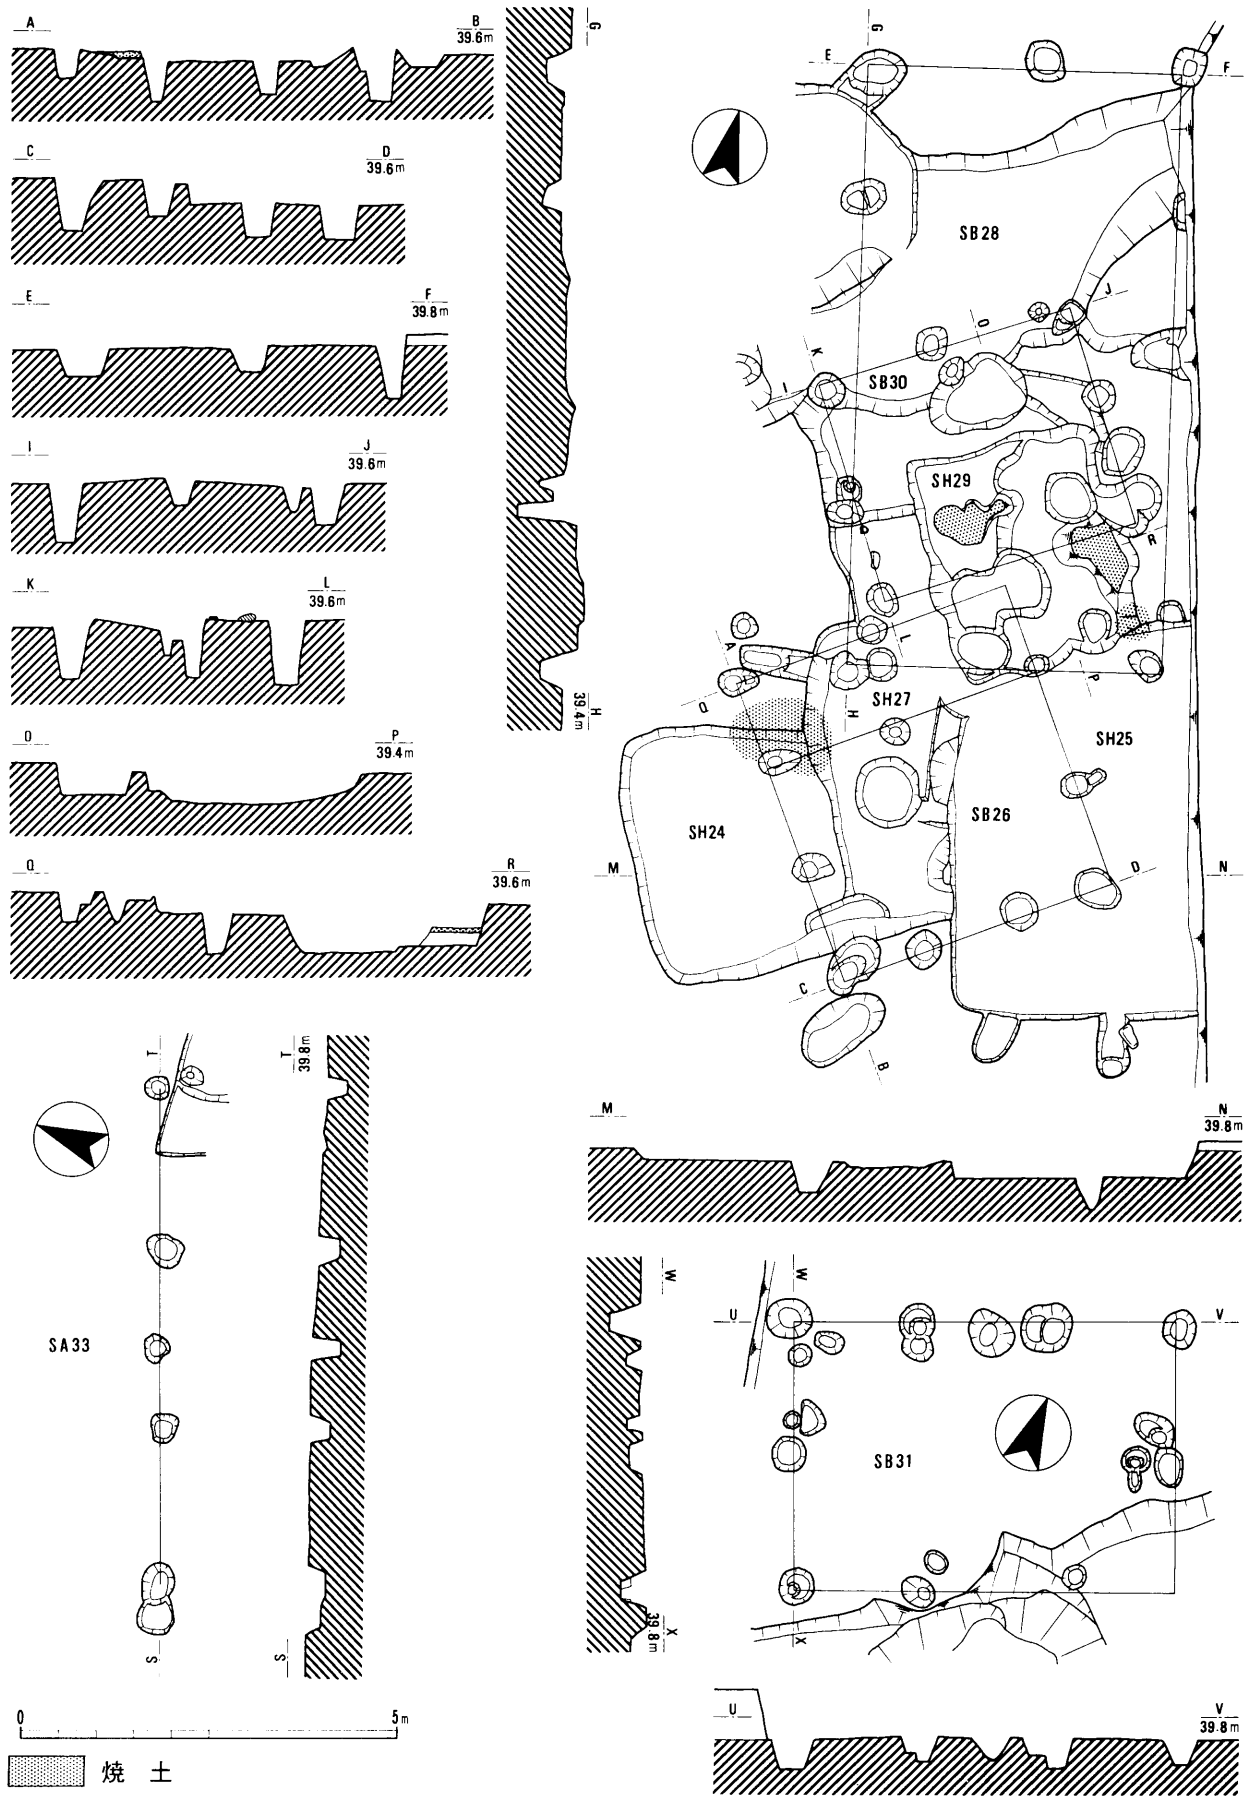 A B
39.6m
C D
39.6m
E F
39.8m
I J
39.6m
K L
39.6m
O P
39.4m
Q R
39.6m
G
H
39.4m
G
E F
SB28
J
O
K
I
SB30
SH29
R
A
L
Q
P
H
SH27
SH25
SH24
SB26
M N
D
C
B
T
T
39.8m
SA33
S
S
M N
39.8m
W
X
39.8m
W
U V
SB31
X
U V
39.8m
0 5m
焼 土